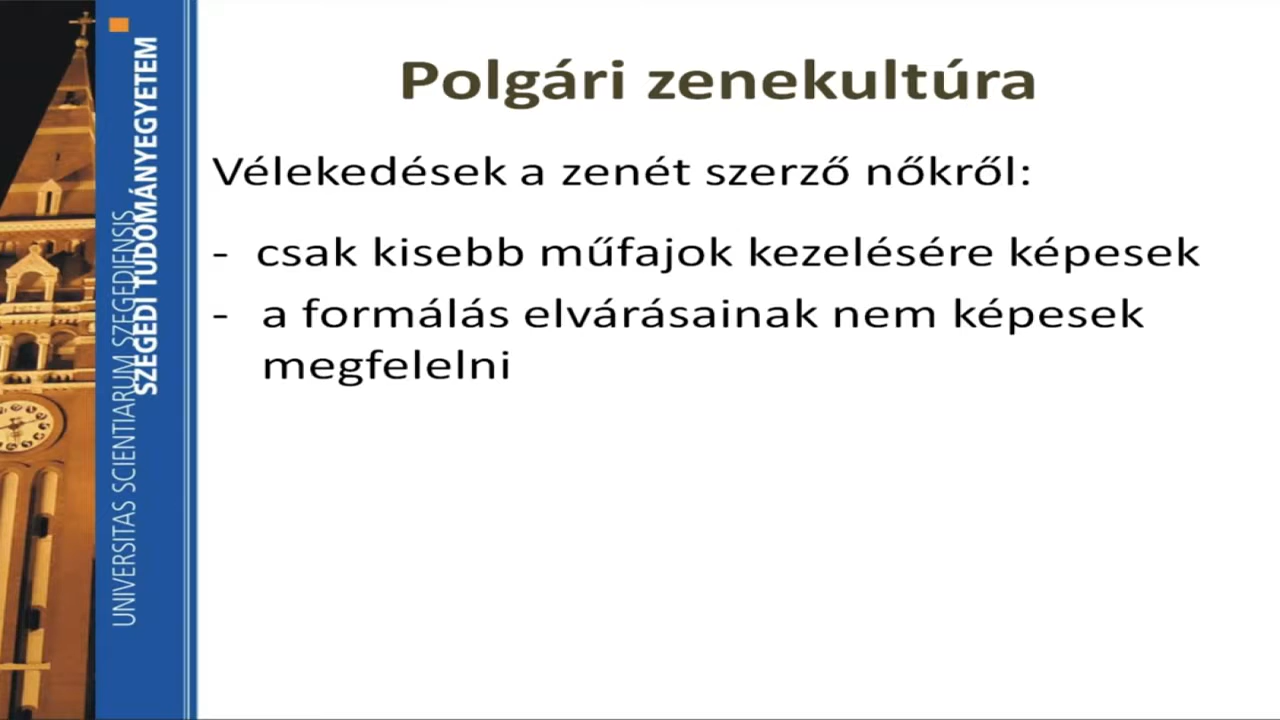 Polgári zenekultúra
Vélekedések a zenét szerző nőkről:
- csak kisebb műfajok kezelésére képesek
- a formálás elvárásainak nem képesek
megfelelni
SZEGEDI TUDOMÁNYEGYETEM
UNIVERSITAS SCIENTIARUM SZEGEDIENSIS